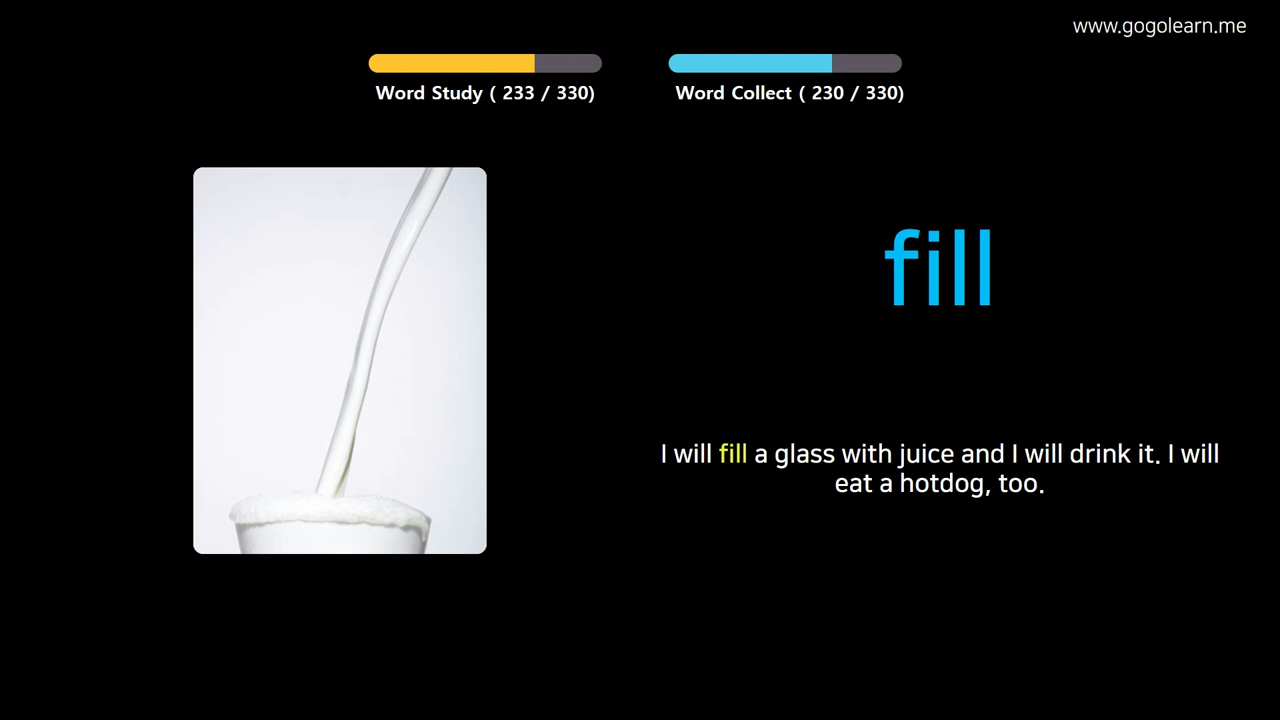 www.gogolearn.me
Word Study ( 233 / 330)
Word Collect ( 230 / 330)
fill
I will fill a glass with juice and I will drink it. I will
eat a hotdog, too.